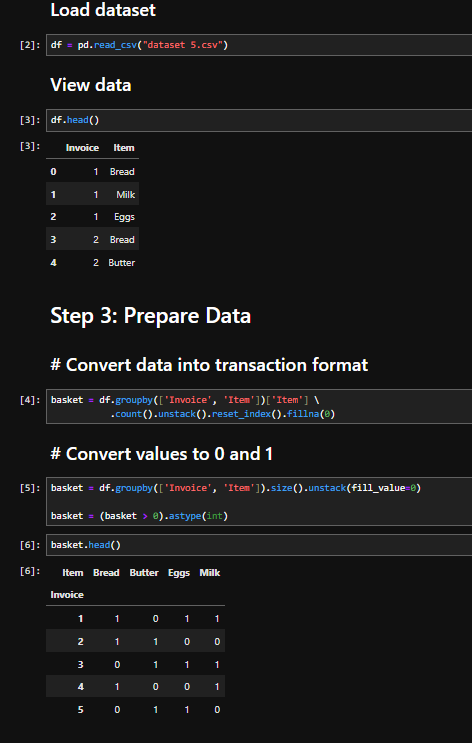 Load dataset
[2]: df = pd.read_csv("dataset 5.csv")
View data
[3]: df.head()
[3]: Invoice Item
0 1 Bread
1 1 Milk
2 1 Eggs
3 2 Bread
4 2 Butter
Step 3: Prepare Data
# Convert data into transaction format
[4]: basket = df.groupby(['Invoice', 'Item'])['Item'] \
.count().unstack().reset_index().fillna(0)
# Convert values to 0 and 1
[5]: basket = df.groupby(['Invoice', 'Item']).size().unstack(fill_value=0)
basket = (basket > 0).astype(int)
[6]: basket.head()
[6]: Item Bread Butter Eggs Milk
Invoice
1 1 0 1 1
2 1 1 0 0
3 0 1 1 1
4 1 0 0 1
5 0 1 1 0